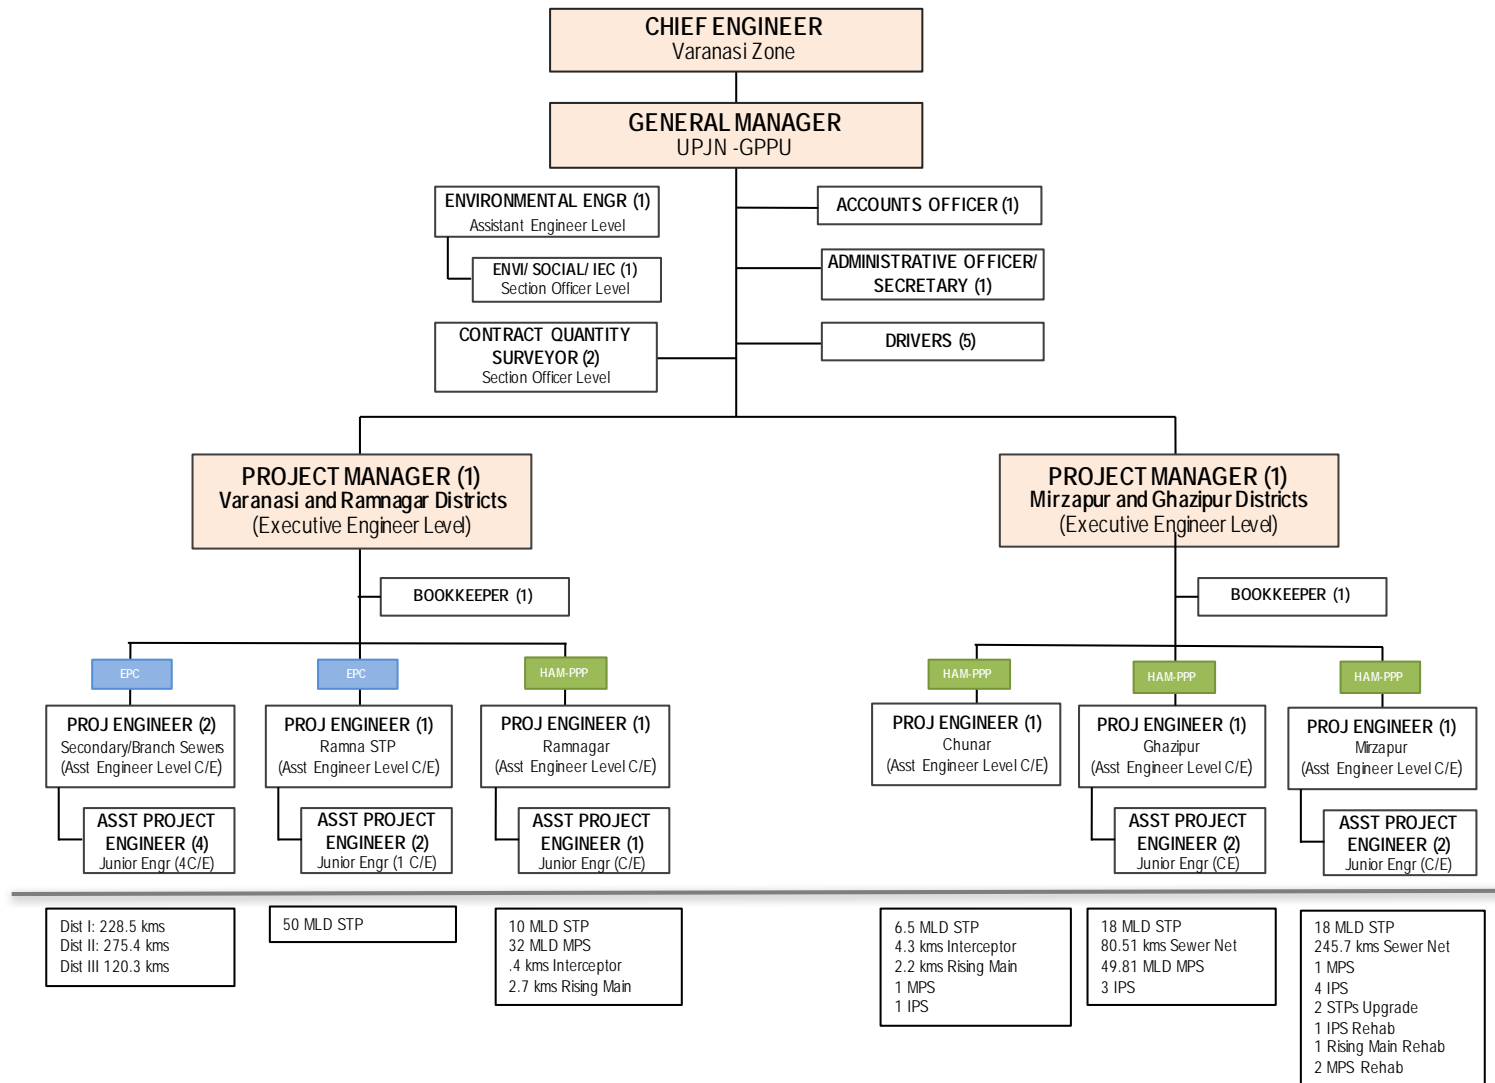 CHIEF ENGINEER
Varanasi Zone
GENERAL MANAGER
UPJN -GPPU
ENVIRONMENTAL ENGR (1)
Assistant Engineer Level
ENVI/ SOCIAL/ IEC (1)
Section Officer Level
CONTRACT QUANTITY
SURVEYOR (2)
Section Officer Level
ACCOUNTS OFFICER (1)
ADMINISTRATIVE OFFICER/
SECRETARY (1)
DRIVERS (5)
PROJECT MANAGER (1)
Varanasi and Ramnagar Districts
(Executive Engineer Level)
BOOKKEEPER (1)
EPC
PROJ ENGINEER (2)
Secondary/Branch Sewers
(Asst Engineer Level C/E)
ASST PROJECT
ENGINEER (4)
Junior Engr (4C/E)
EPC
PROJ ENGINEER (1)
Ramna STP
(Asst Engineer Level C/E)
ASST PROJECT
ENGINEER (2)
Junior Engr (1 C/E)
HAM-PPP
PROJ ENGINEER (1)
Ramnagar
(Asst Engineer Level C/E)
ASST PROJECT
ENGINEER (1)
Junior Engr (C/E)
PROJECT MANAGER (1)
Mirzapur and Ghazipur Districts
(Executive Engineer Level)
BOOKKEEPER (1)
HAM-PPP
PROJ ENGINEER (1)
Chunar
(Asst Engineer Level C/E)
HAM-PPP
PROJ ENGINEER (1)
Ghazipur
(Asst Engineer Level C/E)
ASST PROJECT
ENGINEER (2)
Junior Engr (CE)
HAM-PPP
PROJ ENGINEER (1)
Mirzapur
(Asst Engineer Level C/E)
ASST PROJECT
ENGINEER (2)
Junior Engr (C/E)
Dist I: 228.5 kms
Dist II: 275.4 kms
Dist III 120.3 kms
50 MLD STP
10 MLD STP
32 MLD MPS
.4 kms Interceptor
2.7 kms Rising Main
6.5 MLD STP
4.3 kms Interceptor
2.2 kms Rising Main
1 MPS
1 IPS
18 MLD STP
80.51 kms Sewer Net
49.81 MLD MPS
3 IPS
18 MLD STP
245.7 kms Sewer Net
1 MPS
4 IPS
2 STPs Upgrade
1 IPS Rehab
1 Rising Main Rehab
2 MPS Rehab